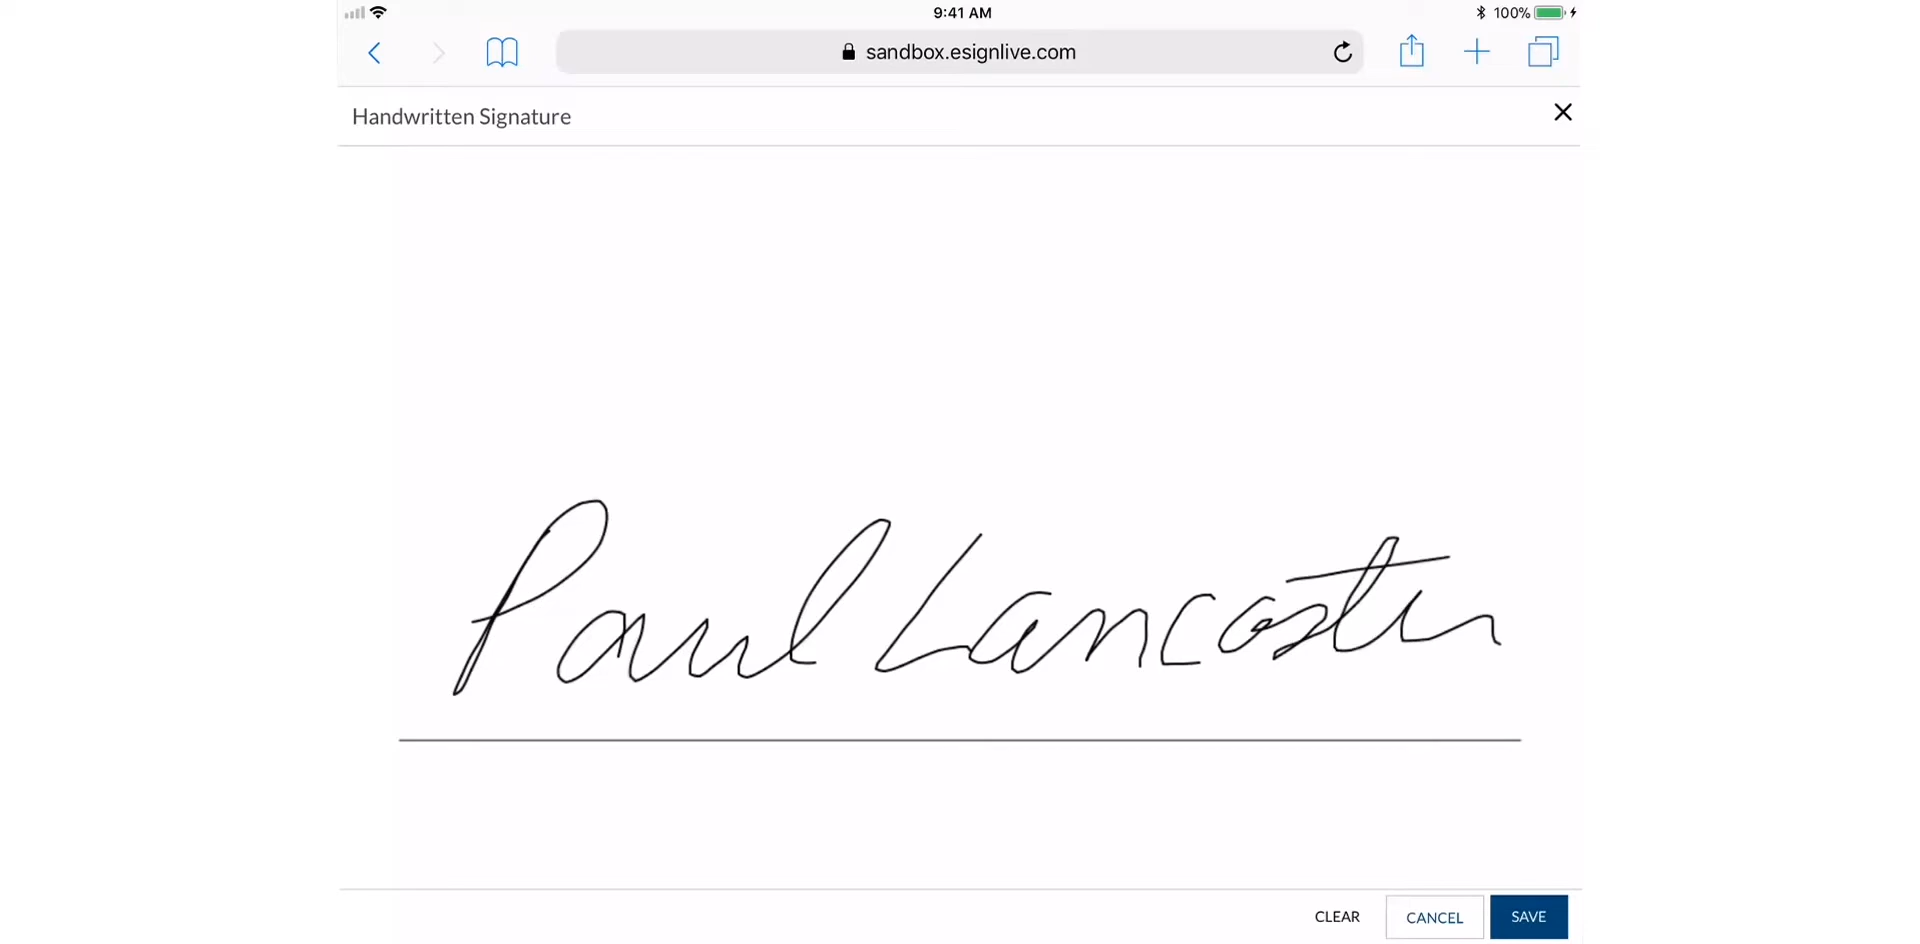 9:41 AM 100%
sandbox.esignlive.com
Handwritten Signature
Paul Lancaster
CLEAR CANCEL SAVE